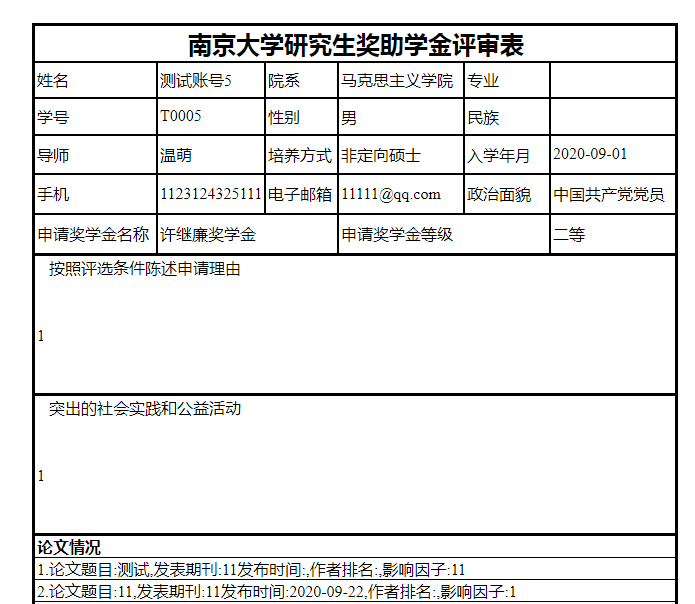 南京大学研究生奖助学金评审表
姓名 测试账号5 院系 马克思主义学院 专业
学号 T0005 性别 男 民族
导师 温萌 培养方式 非定向硕士 入学年月 2020-09-01
手机 1123124325111 电子邮箱 11111@qq.com 政治面貌 中国共产党党员
申请奖学金名称 许继廉奖学金 申请奖学金等级 二等
按照评选条件陈述申请理由
1
突出的社会实践和公益活动
1
论文情况
1.论文题目:测试,发表期刊:11发布时间:,作者排名:,影响因子:11
2.论文题目:11,发表期刊:11发布时间:2020-09-22,作者排名:,影响因子:1